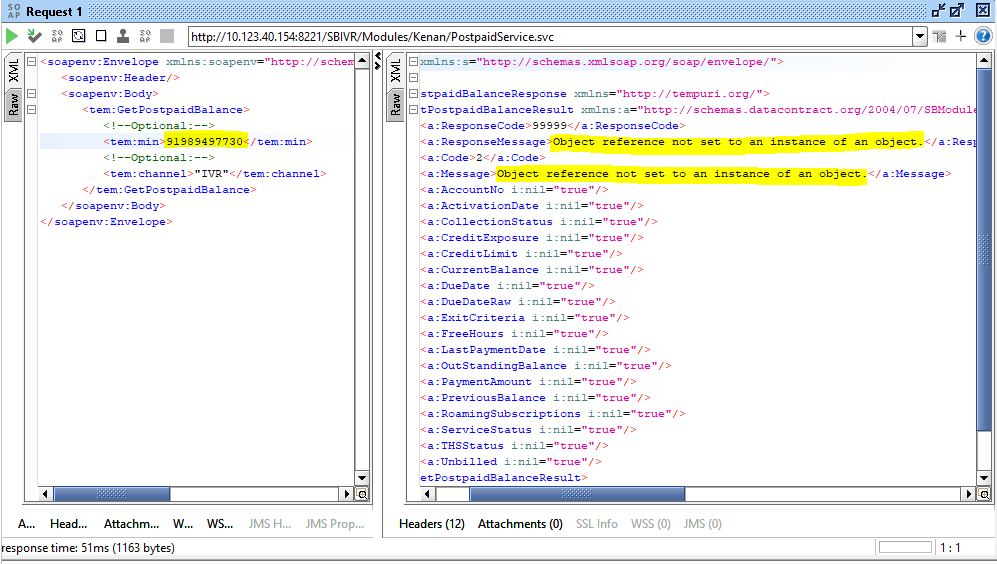 SO AP Request 1
SO AP SO AP http://10.123.40.154:8221/SBIVR/Modules/Kenan/PostpaidService.svc ?
XML
Raw
<soapenv:Envelope xmlns:soapenv="http://schem
<soapenv:Header/>
<soapenv:Body>
<tem:GetPostpaidBalance>
<!--Optional:-->
<tem:min>91989497730</tem:min>
<!--Optional:-->
<tem:channel>"IVR"</tem:channel>
</tem:GetPostpaidBalance>
</soapenv:Body>
</soapenv:Envelope>
XML
Raw
xmlns:s="http://schemas.xmlsoap.org/soap/envelope/">
stpaidBalanceResponse xmlns="http://tempuri.org/">
tPostpaidBalanceResult xmlns:a="http://schemas.datacontract.org/2004/07/SBModule
<a:ResponseCode>99999</a:ResponseCode>
<a:ResponseMessage>Object reference not set to an instance of an object.</a:Resp
<a:Code>2</a:Code>
<a:Message>Object reference not set to an instance of an object.</a:Message>
<a:AccountNo i:nil="true"/>
<a:ActivationDate i:nil="true"/>
<a:CollectionStatus i:nil="true"/>
<a:CreditExposure i:nil="true"/>
<a:CreditLimit i:nil="true"/>
<a:CurrentBalance i:nil="true"/>
<a:DueDate i:nil="true"/>
<a:DueDateRaw i:nil="true"/>
<a:ExitCriteria i:nil="true"/>
<a:FreeHours i:nil="true"/>
<a:LastPaymentDate i:nil="true"/>
<a:OutStandingBalance i:nil="true"/>
<a:PaymentAmount i:nil="true"/>
<a:PreviousBalance i:nil="true"/>
<a:RoamingSubscriptions i:nil="true"/>
<a:ServiceStatus i:nil="true"/>
<a:THSStatus i:nil="true"/>
<a:Unbilled i:nil="true"/>
etPostpaidBalanceResult>
A... Head... Attachm... W... WS... JMS H... JMS Prop...
Headers (12) Attachments (0) SSL Info WSS (0) JMS (0)
response time: 51ms (1163 bytes)
1 : 1